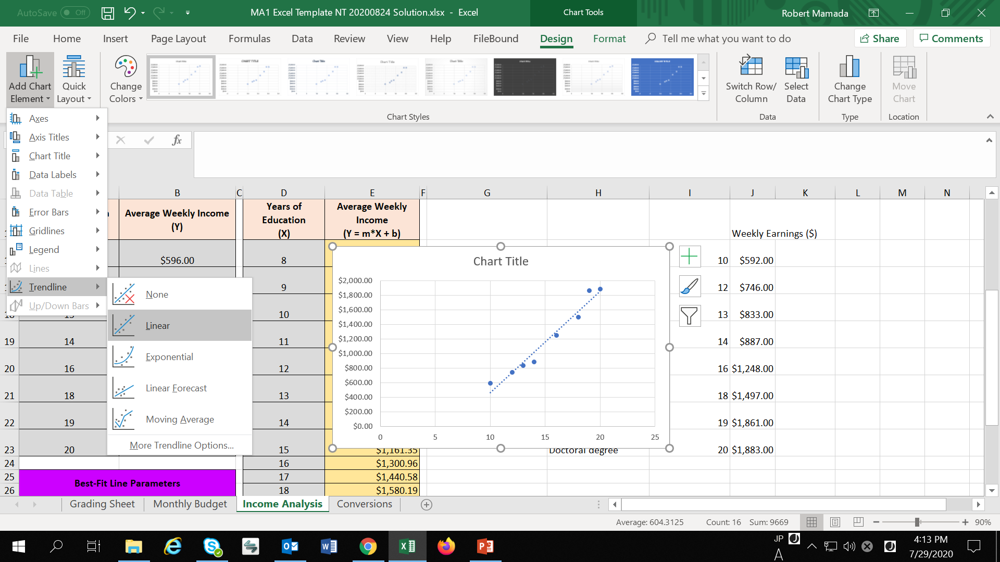 AutoSave Off
MA1 Excel Template NT 20200824 Solution.xlsx - Excel
Chart Tools
Robert Mamada
File Home Insert Page Layout Formulas Data Review View Help FileBound Design Format Tell me what you want to do Share Comments
Add Chart Element
Quick Layout
Change Colors
Chart Styles
Switch Row/ Column
Select Data
Data
Change Chart Type
Type
Move Chart
Location
Axes
Axis Titles
Chart Title
Data Labels
Data Table
Error Bars
Gridlines
Legend
Lines
Trendline
Up/Down Bars
None
Linear
Exponential
Linear Forecast
Moving Average
More Trendline Options...
fx
B C D E F G H I J K L M N
Average Weekly Income (Y)
Years of Education (X)
Average Weekly Income (Y = m*X + b)
Weekly Earnings ($)
$596.00 8 10 $592.00
9 12 $746.00
10 13 $833.00
19 14 11 14 $887.00
20 16 12 16 $1,248.00
21 18 13 18 $1,497.00
22 19 14 19 $1,861.00
23 20 15 $1,161.35 Doctoral degree 20 $1,883.00
24 16 $1,300.96
25 17 $1,440.58
26 18 $1,580.19
Best-Fit Line Parameters
Chart Title
$2,000.00
$1,800.00
$1,600.00
$1,400.00
$1,200.00
$1,000.00
$800.00
$600.00
$400.00
$200.00
$0.00
0 5 10 15 20 25
Grading Sheet Monthly Budget Income Analysis Conversions
Average: 604.3125 Count: 16 Sum: 9669 90%
JP
A
4:13 PM
7/29/2020